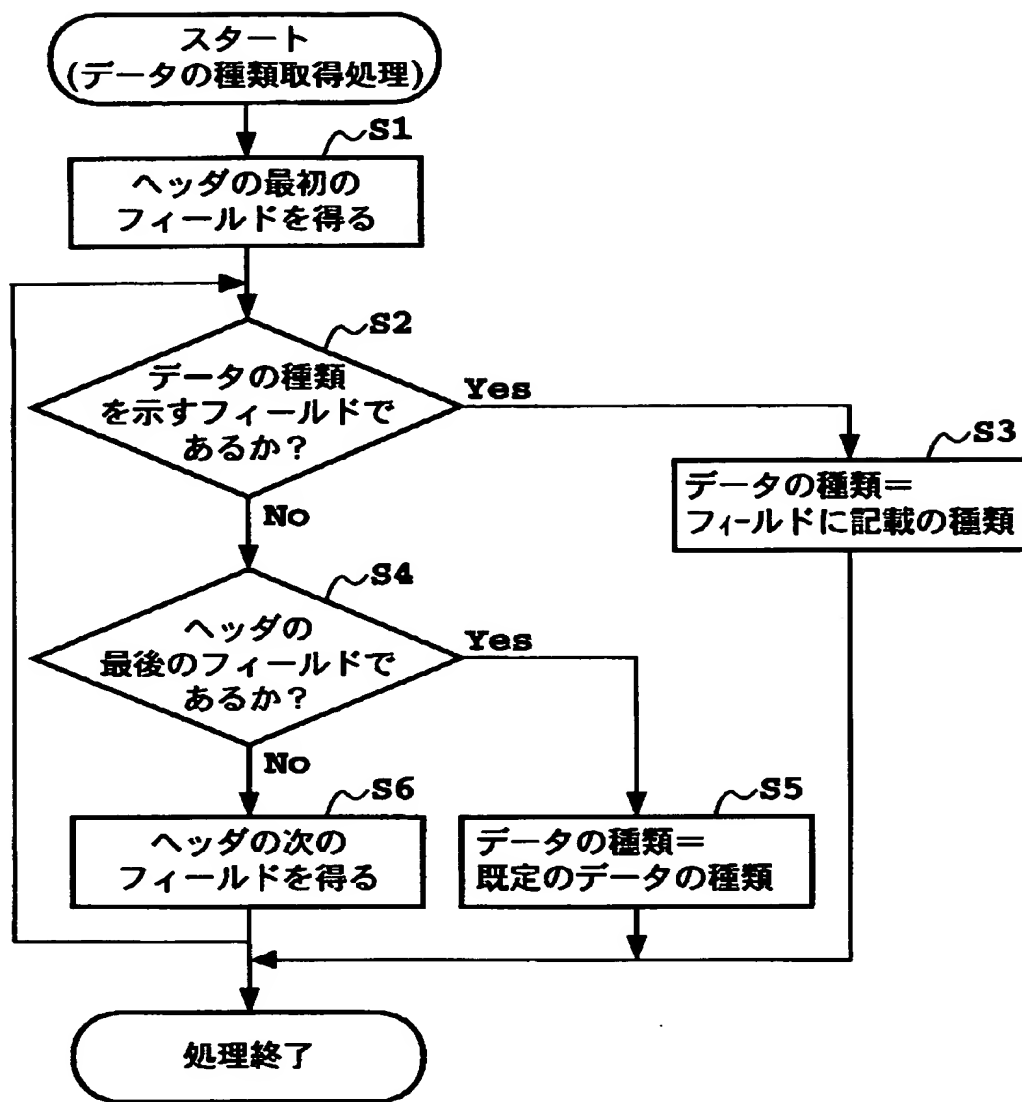 スタート
(データの種類取得処理)
S1
ヘッダの最初の
フィールドを得る
S2
データの種類
を示すフィールドで
あるか？
Yes
No
S3
データの種類＝
フィールドに記載の種類
S4
ヘッダの
最後のフィールドで
あるか？
Yes
No
S6
ヘッダの次の
フィールドを得る
S5
データの種類＝
既定のデータの種類
処理終了